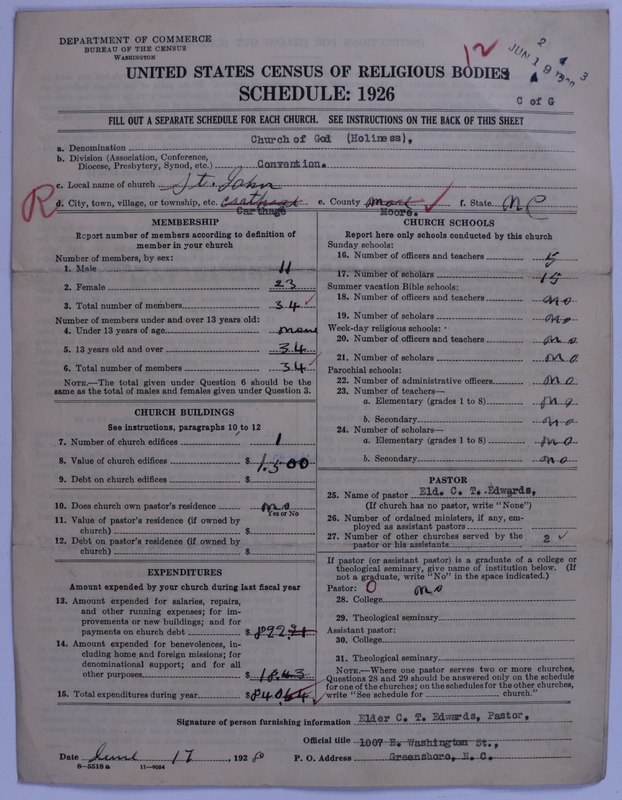 DEPARTMENT OF COMMERCE
BUREAU OF THE CENSUS
WASHINGTON
12
JUN 19
UNITED STATES CENSUS OF RELIGIOUS BODIES
SCHEDULE: 1926
C of G
FILL OUT A SEPARATE SCHEDULE FOR EACH CHURCH. SEE INSTRUCTIONS ON THE BACK OF THIS SHEET
a. Denomination Church of God (Holiness),
b. Division (Association, Conference,
Diocese, Presbytery, Synod, etc.) Convention.
c. Local name of church St. John
R
d. City, town, village, or township, etc. Carthage e. County Moore. f. State NC
MEMBERSHIP
Report number of members according to definition of
member in your church
Number of members, by sex:
1. Male 11
2. Female 23
3. Total number of members 34
Number of members under and over 13 years old:
4. Under 13 years of age none
5. 13 years old and over 34
6. Total number of members 34
NOTE.—The total given under Question 6 should be the
same as the total of males and females given under Question 3.
CHURCH BUILDINGS
See instructions, paragraphs 10 to 12
7. Number of church edifices 1
8. Value of church edifices $ 1,500
9. Debt on church edifices $
10. Does church own pastor's residence no
Yes or No
11. Value of pastor's residence (if owned by
church) $
12. Debt on pastor's residence (if owned by
church) $
EXPENDITURES
Amount expended by your church during last fiscal year
13. Amount expended for salaries, repairs,
and other running expenses; for im-
provements or new buildings; and for
payments on church debt $
14. Amount expended for benevolences, in-
cluding home and foreign missions; for
denominational support; and for all
other purposes $ 18.43
15. Total expenditures during year $ 84064
CHURCH SCHOOLS
Report here only schools conducted by this church
Sunday schools:
16. Number of officers and teachers 5
17. Number of scholars 15
Summer vacation Bible schools:
18. Number of officers and teachers no
19. Number of scholars no
Week-day religious schools:
20. Number of officers and teachers no
21. Number of scholars no
Parochial schools:
22. Number of administrative officers no
23. Number of teachers—
a. Elementary (grades 1 to 8) no
b. Secondary no
24. Number of scholars—
a. Elementary (grades 1 to 8) no
b. Secondary no
PASTOR
25. Name of pastor Eld. C. T. Edwards,
(If church has no pastor, write "None")
26. Number of ordained ministers, if any, em-
ployed as assistant pastors
27. Number of other churches served by the
pastor or his assistants 2
If pastor (or assistant pastor) is a graduate of a college or
theological seminary, give name of institution below. (If
not a graduate, write "No" in the space indicated.)
Pastor: 0 no
28. College
29. Theological seminary
Assistant pastor:
30. College
31. Theological seminary
NOTE.—Where one pastor serves two or more churches,
Questions 28 and 29 should be answered only on the schedule
for one of the churches; on the schedules for the other churches,
write "See schedule for church."
Signature of person furnishing information Elder C. T. Edwards, Pastor,
Official title 1007 E. Washington St.,
Date June 17, 1928 P. O. Address Greensboro, N. C.
8—5518a 11—9054